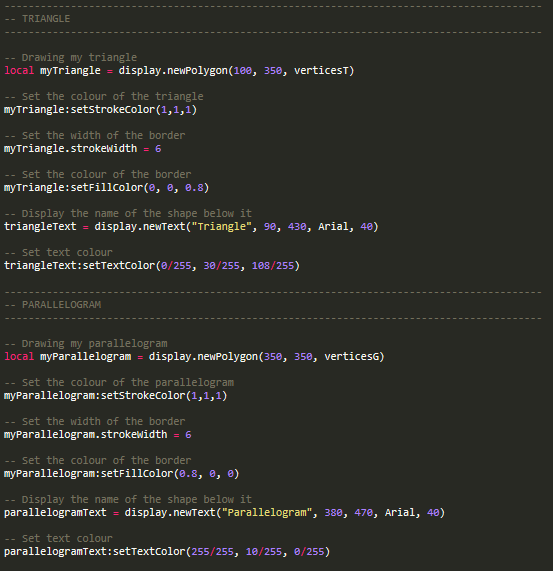 -----------------------------------------------------------------------------------------
-- TRIANGLE
-----------------------------------------------------------------------------------------
-- Drawing my triangle
local myTriangle = display.newPolygon(100, 350, verticesT)
-- Set the colour of the triangle
myTriangle:setStrokeColor(1,1,1)
-- Set the width of the border
myTriangle.strokeWidth = 6
-- Set the colour of the border
myTriangle:setFillColor(0, 0, 0.8)
-- Display the name of the shape below it
triangleText = display.newText("Triangle", 90, 430, Arial, 40)
-- Set text colour
triangleText:setTextColor(0/255, 30/255, 108/255)
-----------------------------------------------------------------------------------------
-- PARALLELOGRAM
-----------------------------------------------------------------------------------------
-- Drawing my parallelogram
local myParallelogram = display.newPolygon(350, 350, verticesG)
-- Set the colour of the parallelogram
myParallelogram:setStrokeColor(1,1,1)
-- Set the width of the border
myParallelogram.strokeWidth = 6
-- Set the colour of the border
myParallelogram:setFillColor(0.8, 0, 0)
-- Display the name of the shape below it
parallelogramText = display.newText("Parallelogram", 380, 470, Arial, 40)
-- Set text colour
parallelogramText:setTextColor(255/255, 10/255, 0/255)